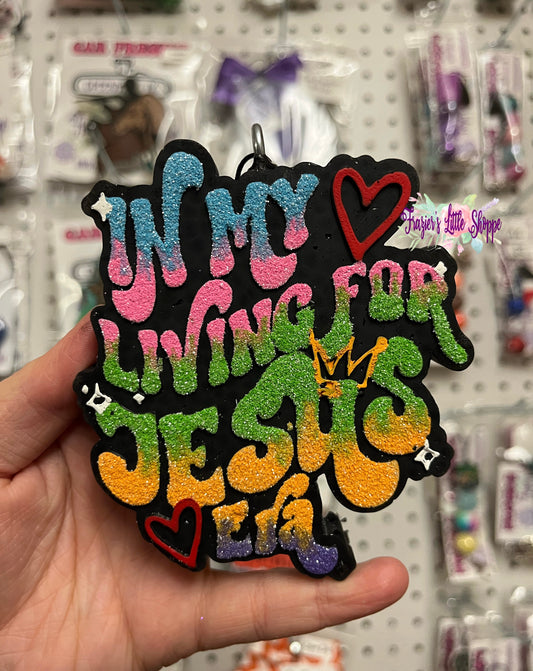 IN MY
LIVING FOR
JESUS
ERA
Frazier's Little Shoppe